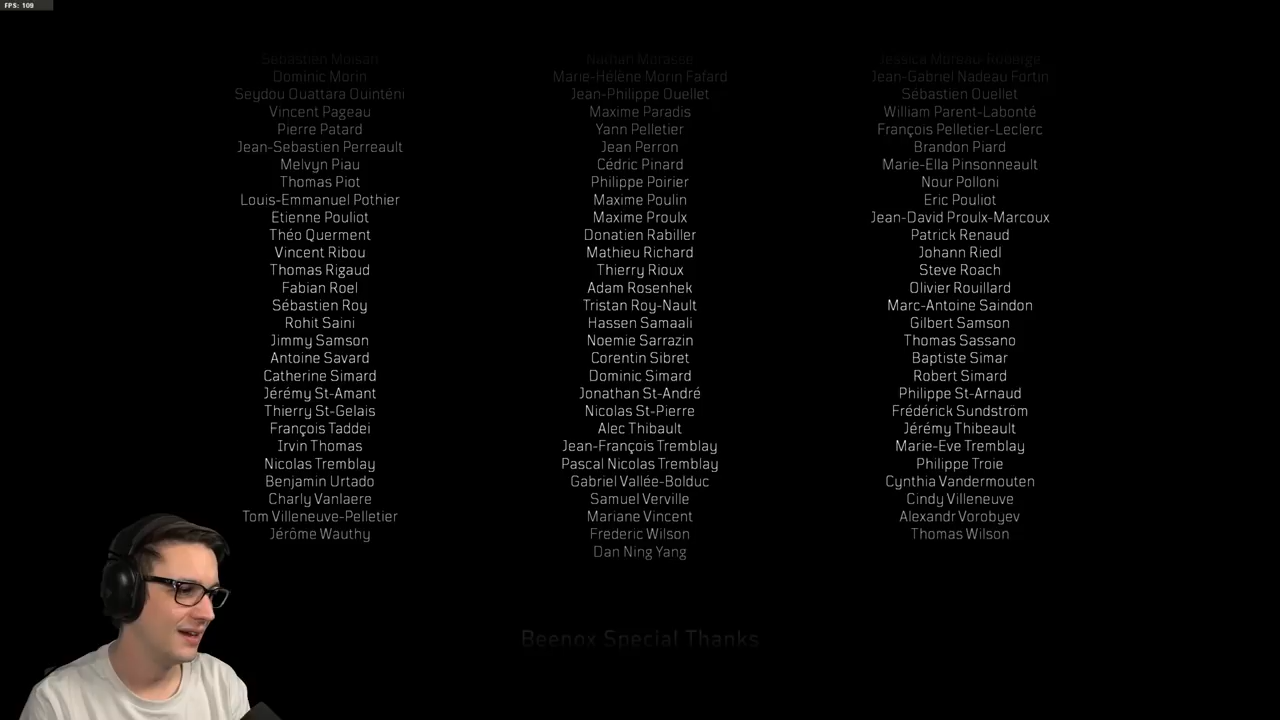 FPS: 109
Sébastien Moisan Nathan Morasse Jessica Moreau-Roberge
Dominic Morin Marie-Hélène Morin Fafard Jean-Gabriel Nadeau Fortin
Seydou Ouattara Quinténi Jean-Philippe Ouellet Sébastien Ouellet
Vincent Pageau Maxime Paradis William Parent-Labonté
Pierre Patard Yann Pelletier François Pelletier-Leclerc
Jean-Sebastien Perreault Jean Perron Brandon Piard
Melvyn Piau Cédric Pinard Marie-Ella Pinsonneault
Thomas Piot Philippe Poirier Nour Polloni
Louis-Emmanuel Pothier Maxime Poulin Eric Pouliot
Etienne Pouliot Maxime Proulx Jean-David Proulx-Marcoux
Théo Querment Donatien Rabiller Patrick Renaud
Vincent Ribou Mathieu Richard Johann Riedl
Thomas Rigaud Thierry Rioux Steve Roach
Fabian Roel Adam Rosenhek Olivier Rouillard
Sébastien Roy Tristan Roy-Nault Marc-Antoine Saindon
Rohit Saini Hassen Samaali Gilbert Samson
Jimmy Samson Noemie Sarrazin Thomas Sassano
Antoine Savard Corentin Sibret Baptiste Simar
Catherine Simard Dominic Simard Robert Simard
Jérémy St-Amant Jonathan St-André Philippe St-Arnaud
Thierry St-Gelais Nicolas St-Pierre Frédérick Sundström
François Taddei Alec Thibault Jérémy Thibeault
Irvin Thomas Jean-François Tremblay Marie-Eve Tremblay
Nicolas Tremblay Pascal Nicolas Tremblay Philippe Troie
Benjamin Urtado Gabriel Vallée-Bolduc Cynthia Vandermouten
Charly Vanlaere Samuel Verville Cindy Villeneuve
Tom Villeneuve-Pelletier Mariane Vincent Alexandr Vorobyev
Jérôme Wauthy Frederic Wilson Thomas Wilson
Dan Ning Yang
Beenox Special Thanks